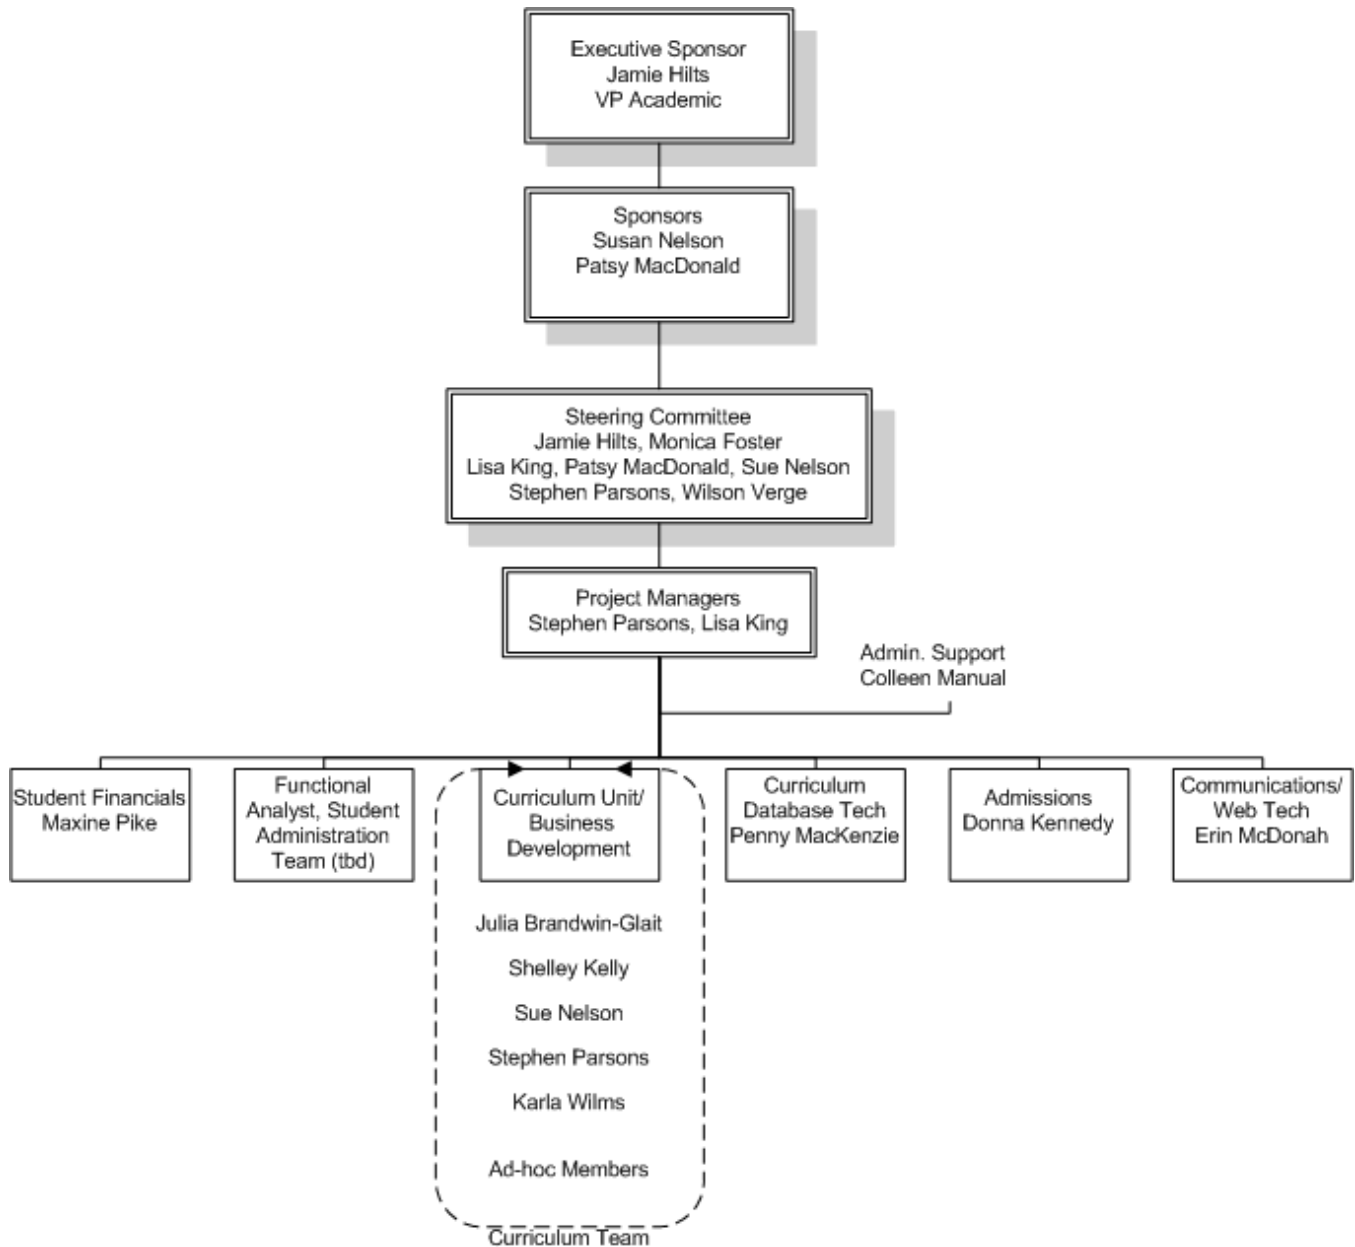 Executive Sponsor
Jamie Hilts
VP Academic
Sponsors
Susan Nelson
Patsy MacDonald
Steering Committee
Jamie Hilts, Monica Foster
Lisa King, Patsy MacDonald, Sue Nelson
Stephen Parsons, Wilson Verge
Project Managers
Stephen Parsons, Lisa King
Admin. Support
Colleen Manual
Student Financials
Maxine Pike
Functional
Analyst, Student
Administration
Team (tbd)
Curriculum Unit/
Business
Development
Curriculum
Database Tech
Penny MacKenzie
Admissions
Donna Kennedy
Communications/
Web Tech
Erin McDonah
Julia Brandwin-Glait
Shelley Kelly
Sue Nelson
Stephen Parsons
Karla Wilms
Ad-hoc Members
Curriculum Team